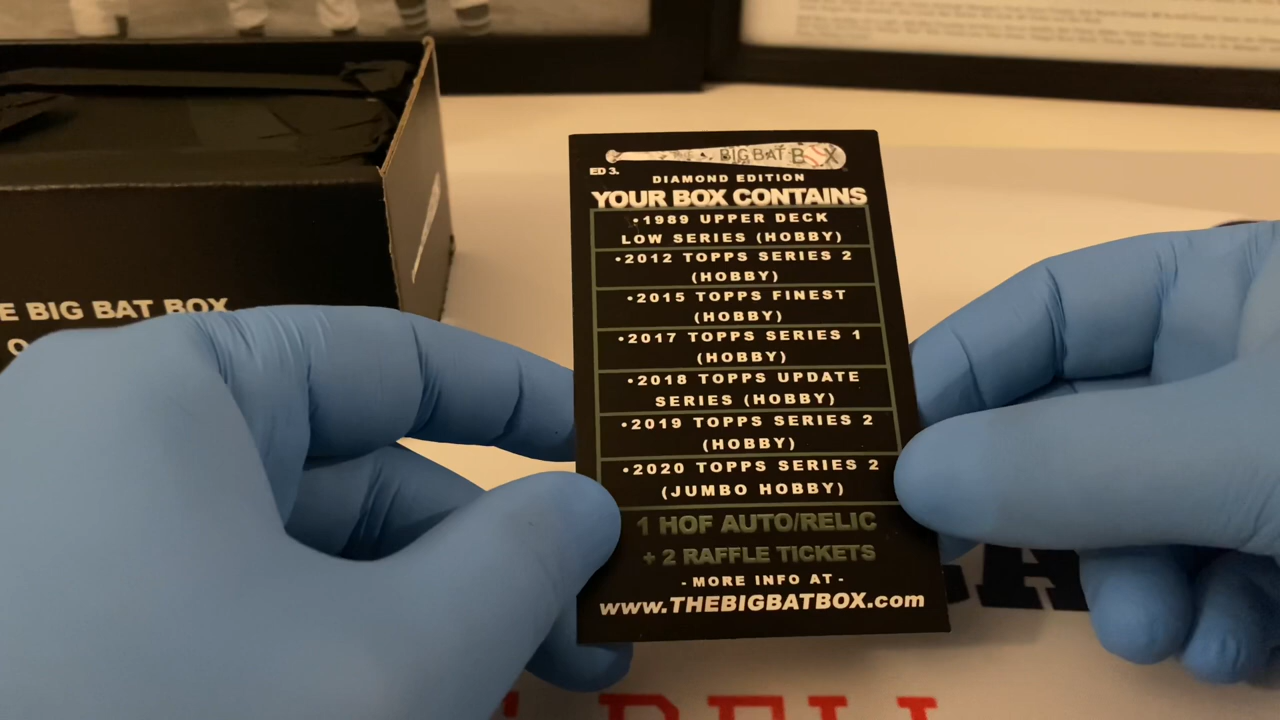 BIG BAT BOX
ED 3.
DIAMOND EDITION
YOUR BOX CONTAINS
•1989 UPPER DECK
LOW SERIES (HOBBY)
•2012 TOPPS SERIES 2
(HOBBY)
•2015 TOPPS FINEST
(HOBBY)
•2017 TOPPS SERIES 1
(HOBBY)
•2018 TOPPS UPDATE
SERIES (HOBBY)
•2019 TOPPS SERIES 2
(HOBBY)
•2020 TOPPS SERIES 2
(JUMBO HOBBY)
1 HOF AUTO/RELIC
+ 2 RAFFLE TICKETS
- MORE INFO AT -
www.THEBIGBATBOX.com
BIG BAT BOX